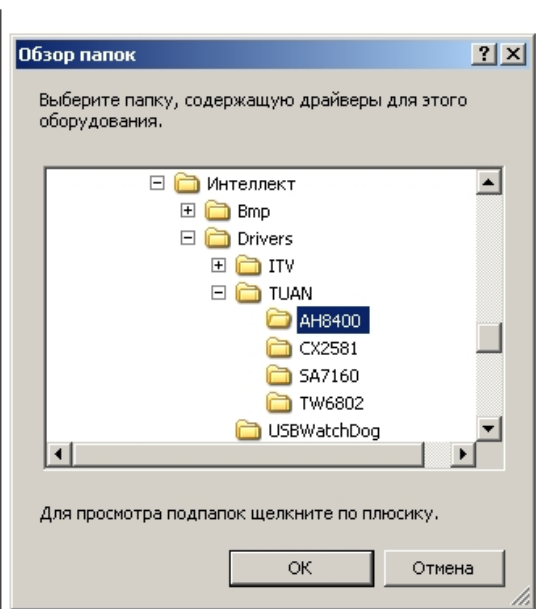 Обзор папок
Выберите папку, содержащую драйверы для этого
оборудования.
Интеллект
Bmp
Drivers
ITV
TUAN
AH8400
CX2581
SA7160
TW6802
USBWatchDog
Для просмотра подпапок щелкните по плюсику.
ОК
Отмена